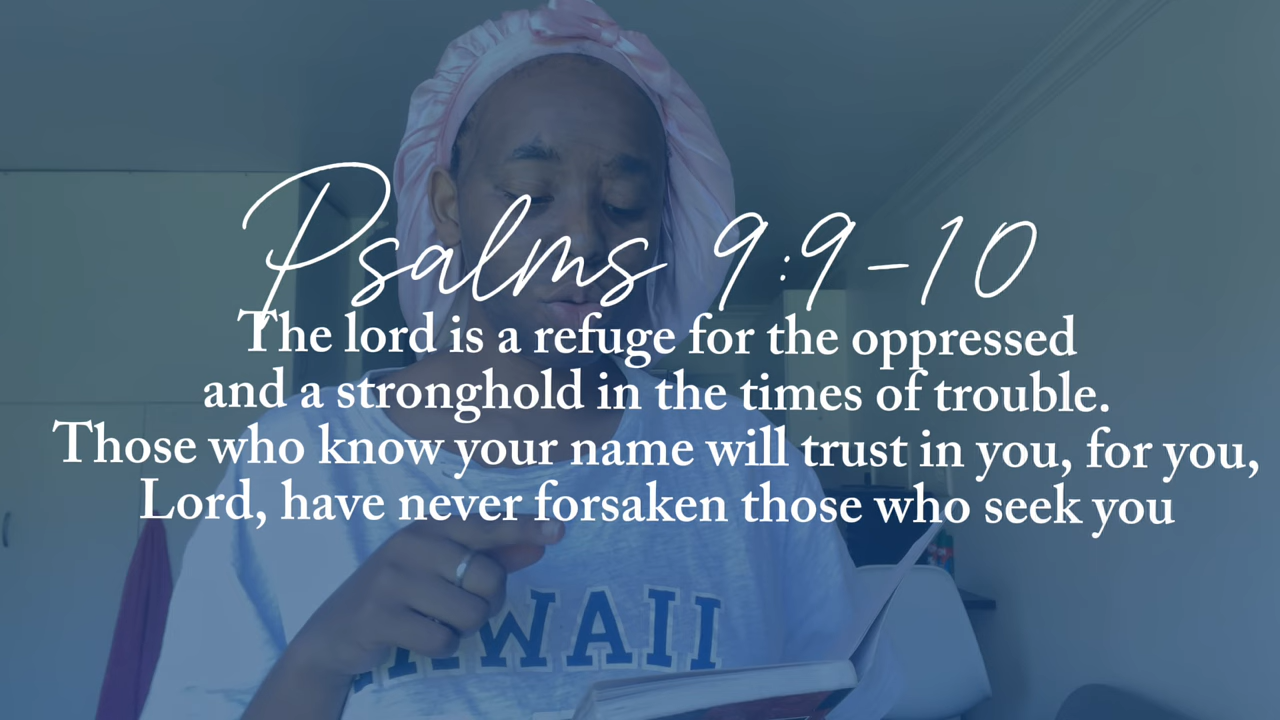 Psalms 9:9-10
The lord is a refuge for the oppressed
and a stronghold in the times of trouble.
Those who know your name will trust in you, for you,
Lord, have never forsaken those who seek you
WAII